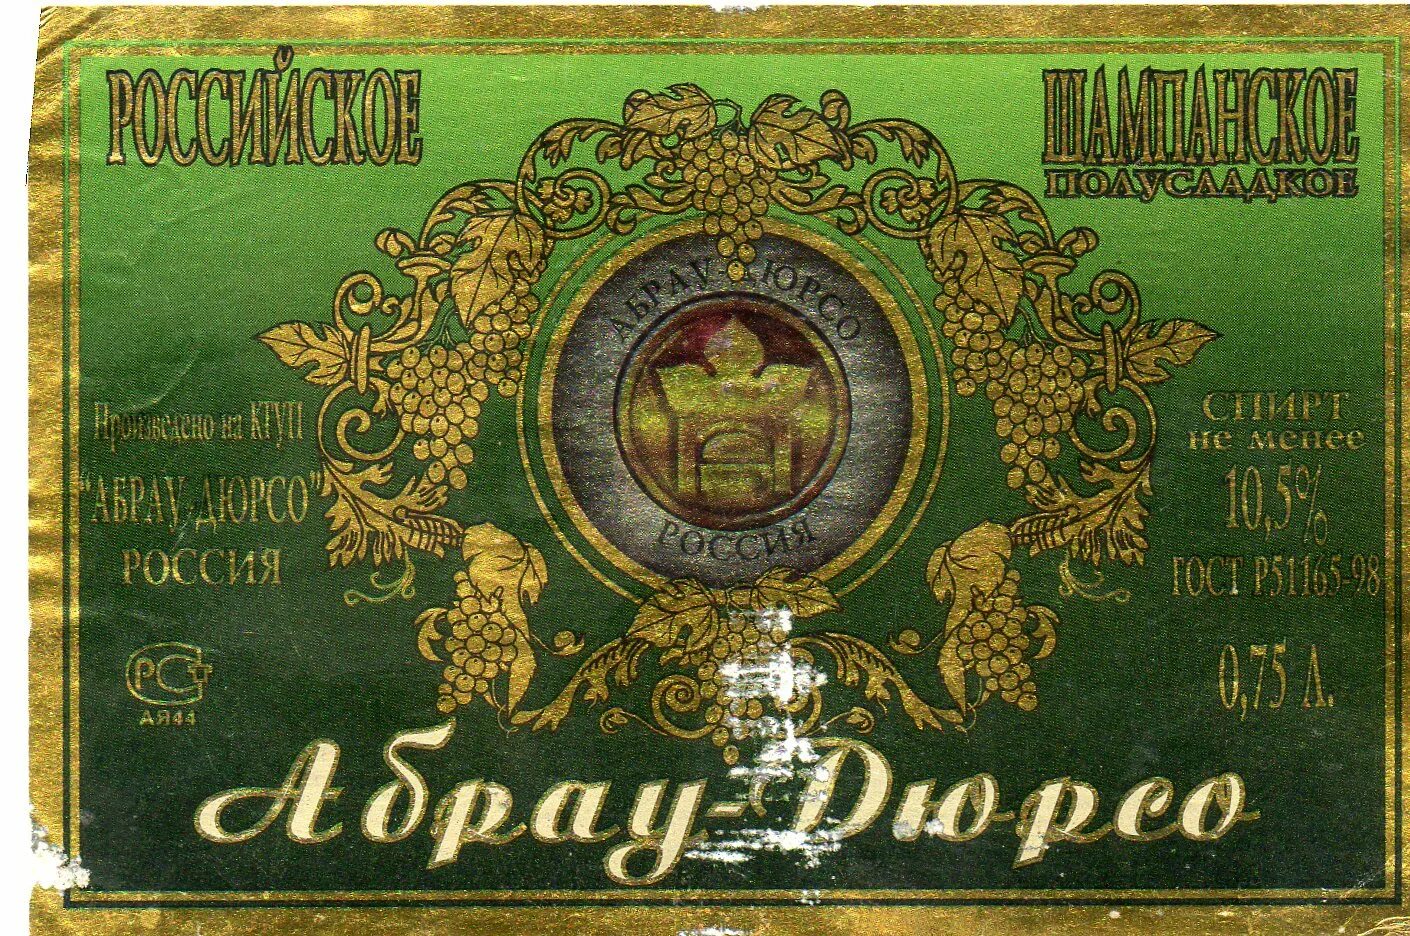 РОССИЙСКОЕ
ШАМПАНСКОЕ
ПОЛУСЛАДКОЕ
АБРАУ-ДЮРСО
РОССИЯ
Произведено на КГУП
"АБРАУ-ДЮРСО"
РОССИЯ
РСТ
АЯ44
СПИРТ
не менее
10,5%
ГОСТ Р51165-98
0,75 Л.
Абрау-Дюрсо